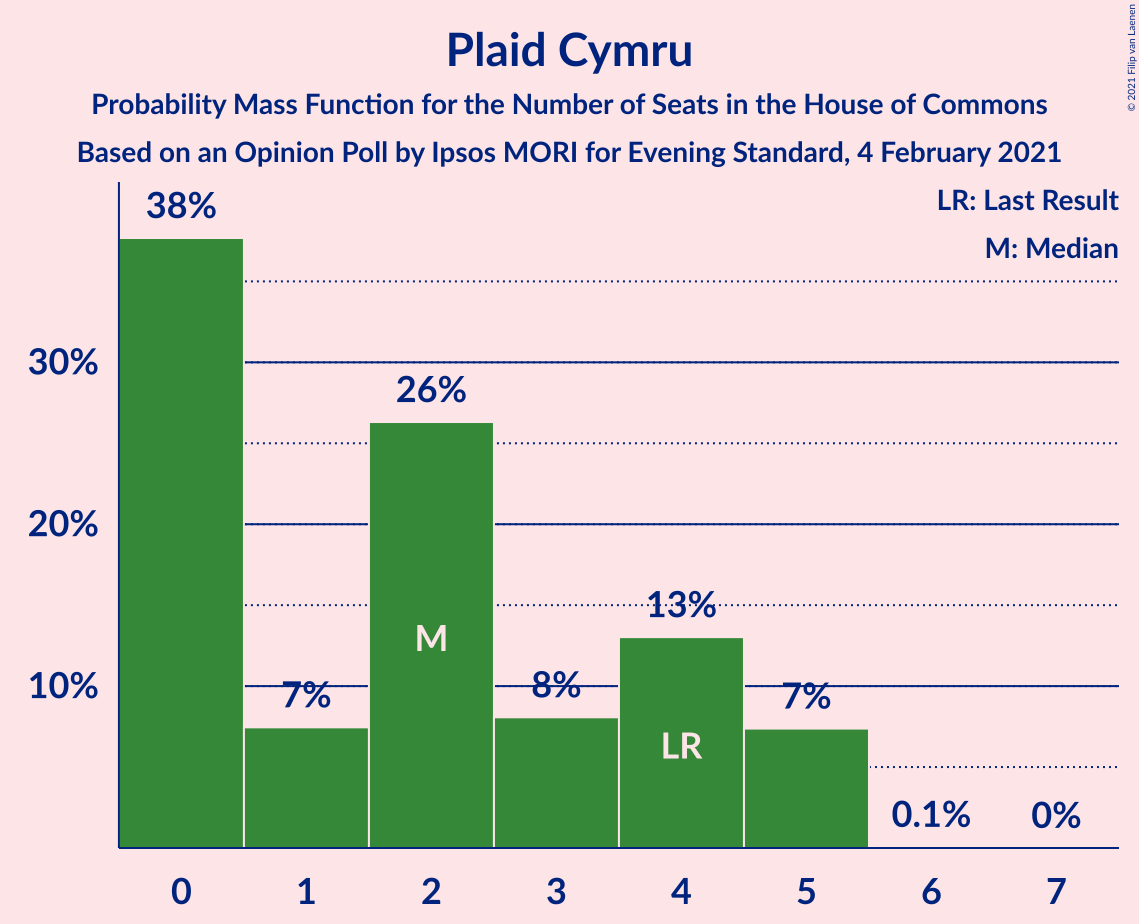 Plaid Cymru
Probability Mass Function for the Number of Seats in the House of Commons
Based on an Opinion Poll by Ipsos MORI for Evening Standard, 4 February 2021
© 2021 Filip van Laenen
LR: Last Result
M: Median
38%
30%
26%
20%
13%
M
10%
7%
8%
7%
LR
0.1%
0%
0 1 2 3 4 5 6 7